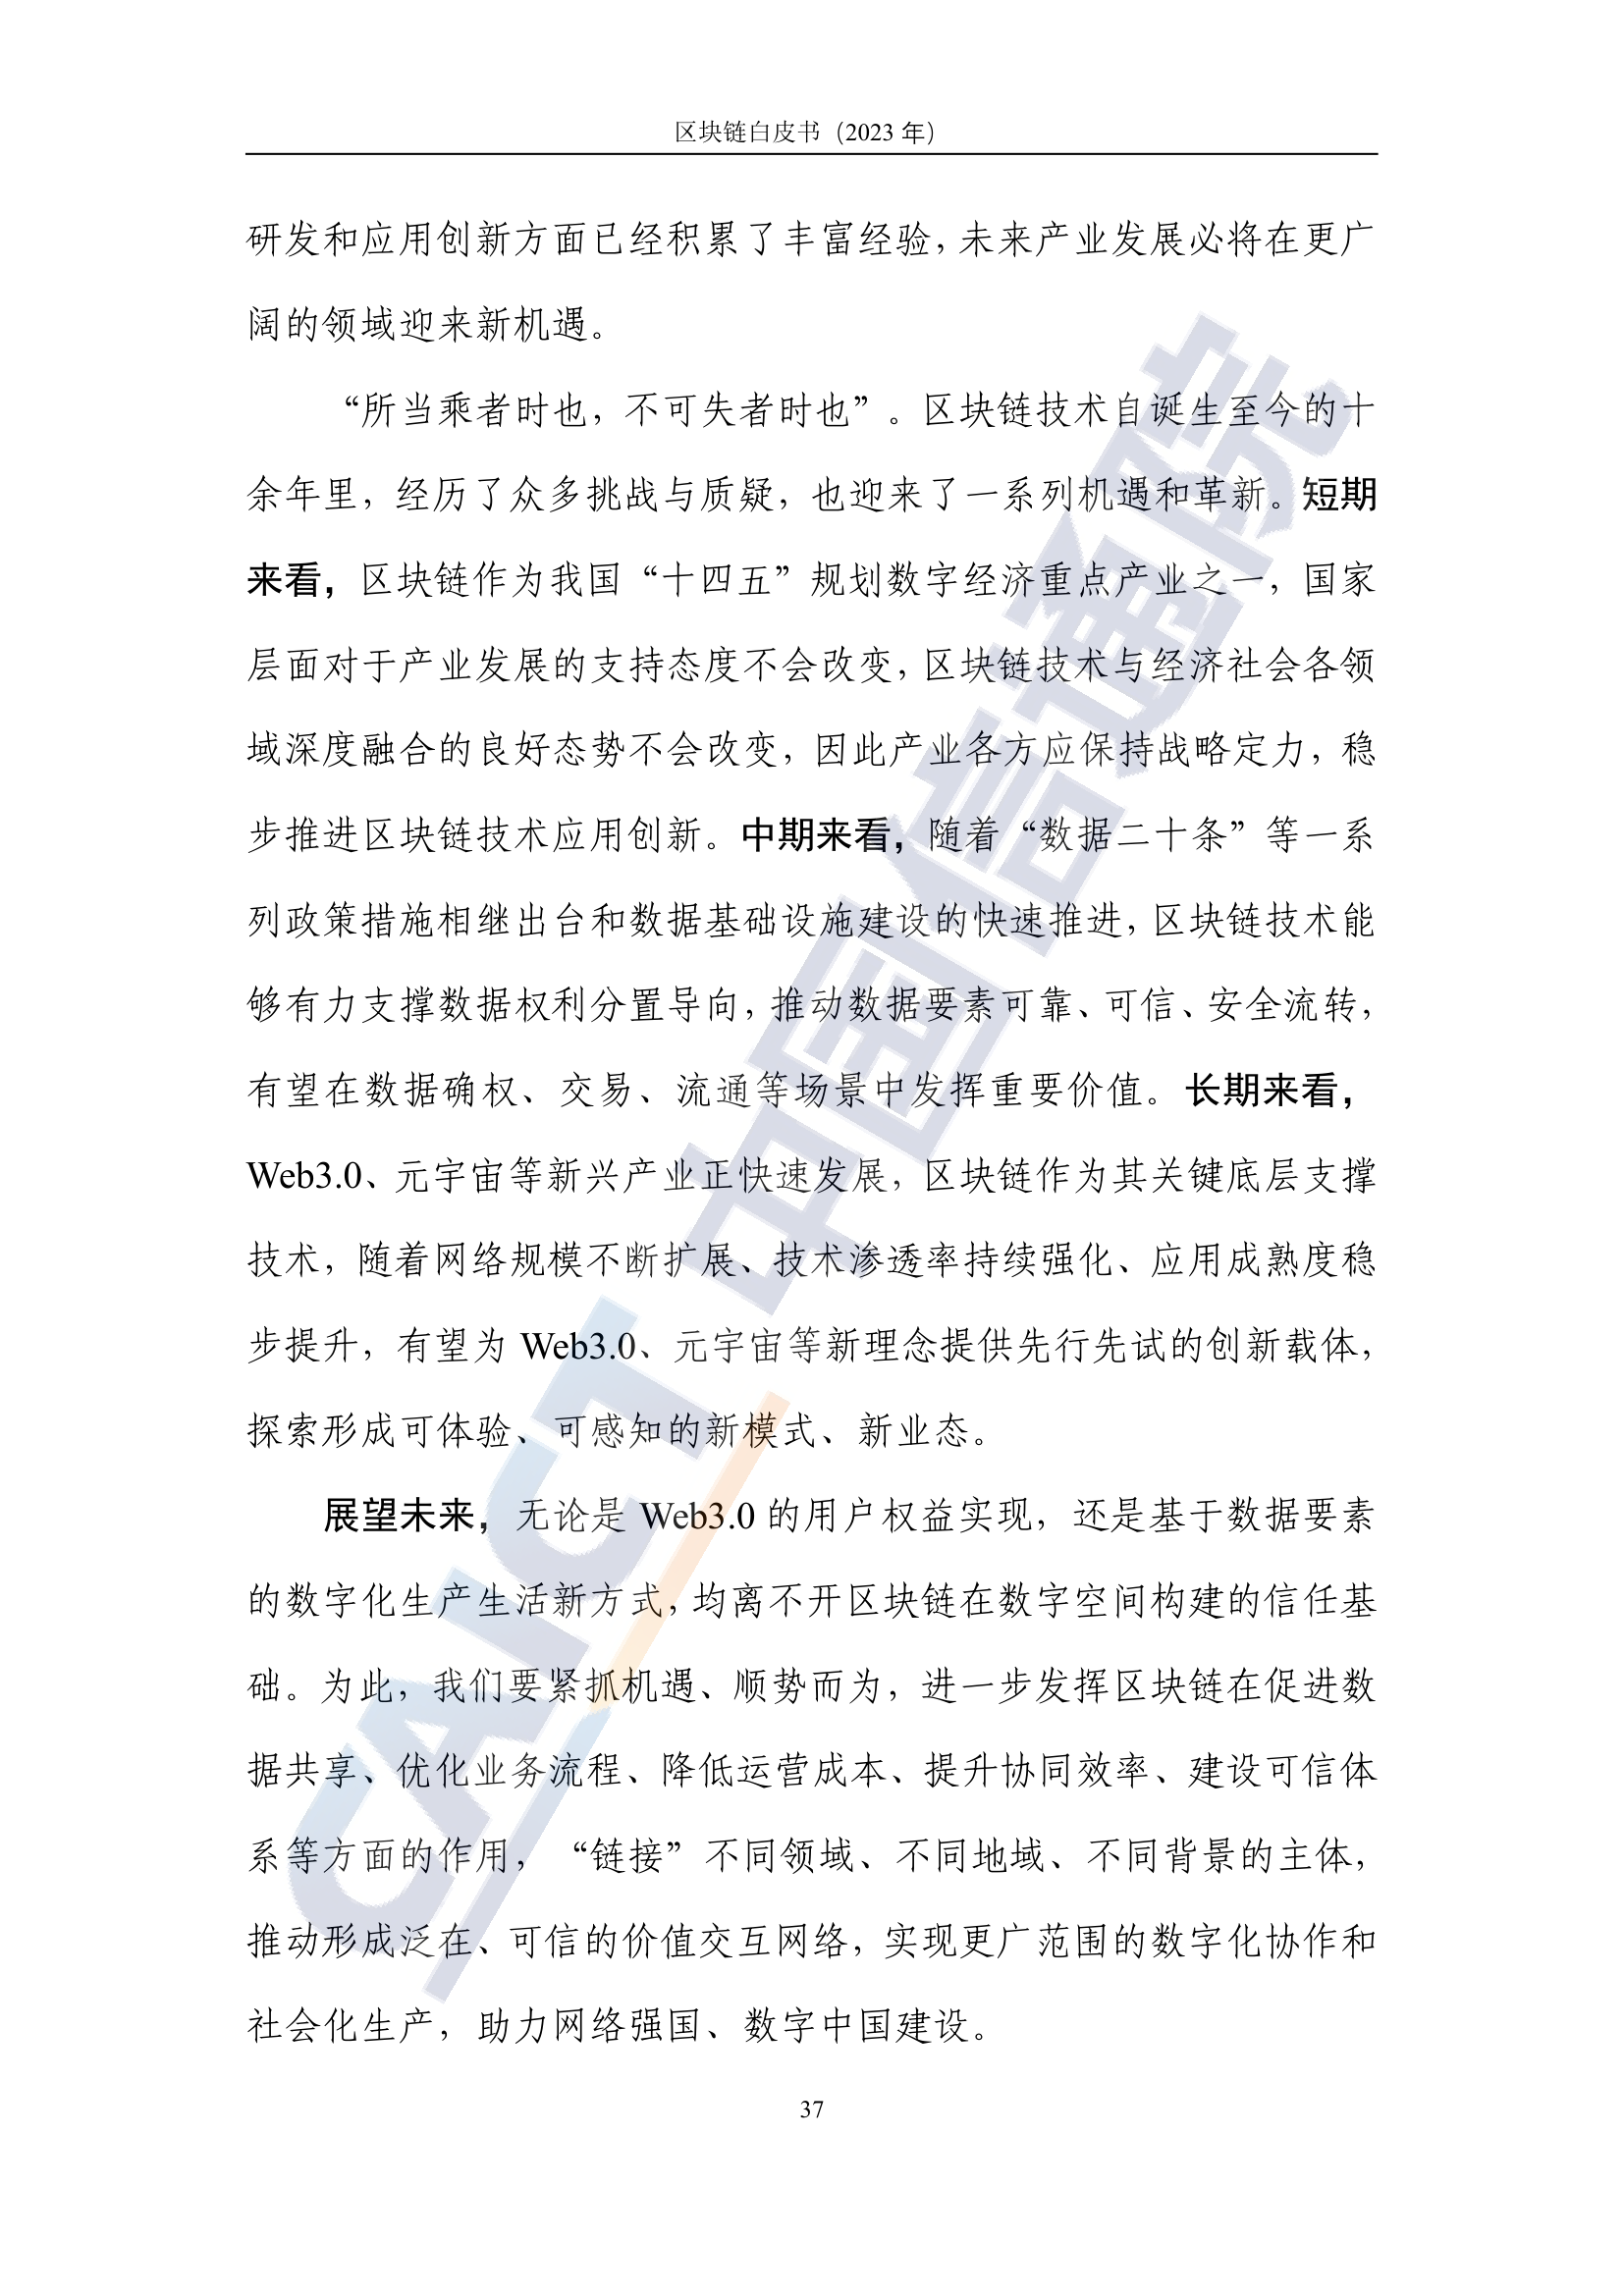 区块链白皮书（2023 年）
研发和应用创新方面已经积累了丰富经验，未来产业发展必将在更广
阔的领域迎来新机遇。
“所当乘者时也，不可失者时也”。区块链技术自诞生至今的十
余年里，经历了众多挑战与质疑，也迎来了一系列机遇和革新。短期
来看，区块链作为我国“十四五”规划数字经济重点产业之一，国家
层面对于产业发展的支持态度不会改变，区块链技术与经济社会各领
域深度融合的良好态势不会改变，因此产业各方应保持战略定力，稳
步推进区块链技术应用创新。中期来看，随着“数据二十条”等一系
列政策措施相继出台和数据基础设施建设的快速推进，区块链技术能
够有力支撑数据权利分置导向，推动数据要素可靠、可信、安全流转，
有望在数据确权、交易、流通等场景中发挥重要价值。长期来看，
Web3.0、元宇宙等新兴产业正快速发展，区块链作为其关键底层支撑
技术，随着网络规模不断扩展、技术渗透率持续强化、应用成熟度稳
步提升，有望为 Web3.0、元宇宙等新理念提供先行先试的创新载体，
探索形成可体验、可感知的新模式、新业态。
展望未来，无论是 Web3.0 的用户权益实现，还是基于数据要素
的数字化生产生活新方式，均离不开区块链在数字空间构建的信任基
础。为此，我们要紧抓机遇、顺势而为，进一步发挥区块链在促进数
据共享、优化业务流程、降低运营成本、提升协同效率、建设可信体
系等方面的作用，“链接”不同领域、不同地域、不同背景的主体，
推动形成泛在、可信的价值交互网络，实现更广范围的数字化协作和
社会化生产，助力网络强国、数字中国建设。
37
CAICT 中国信通院